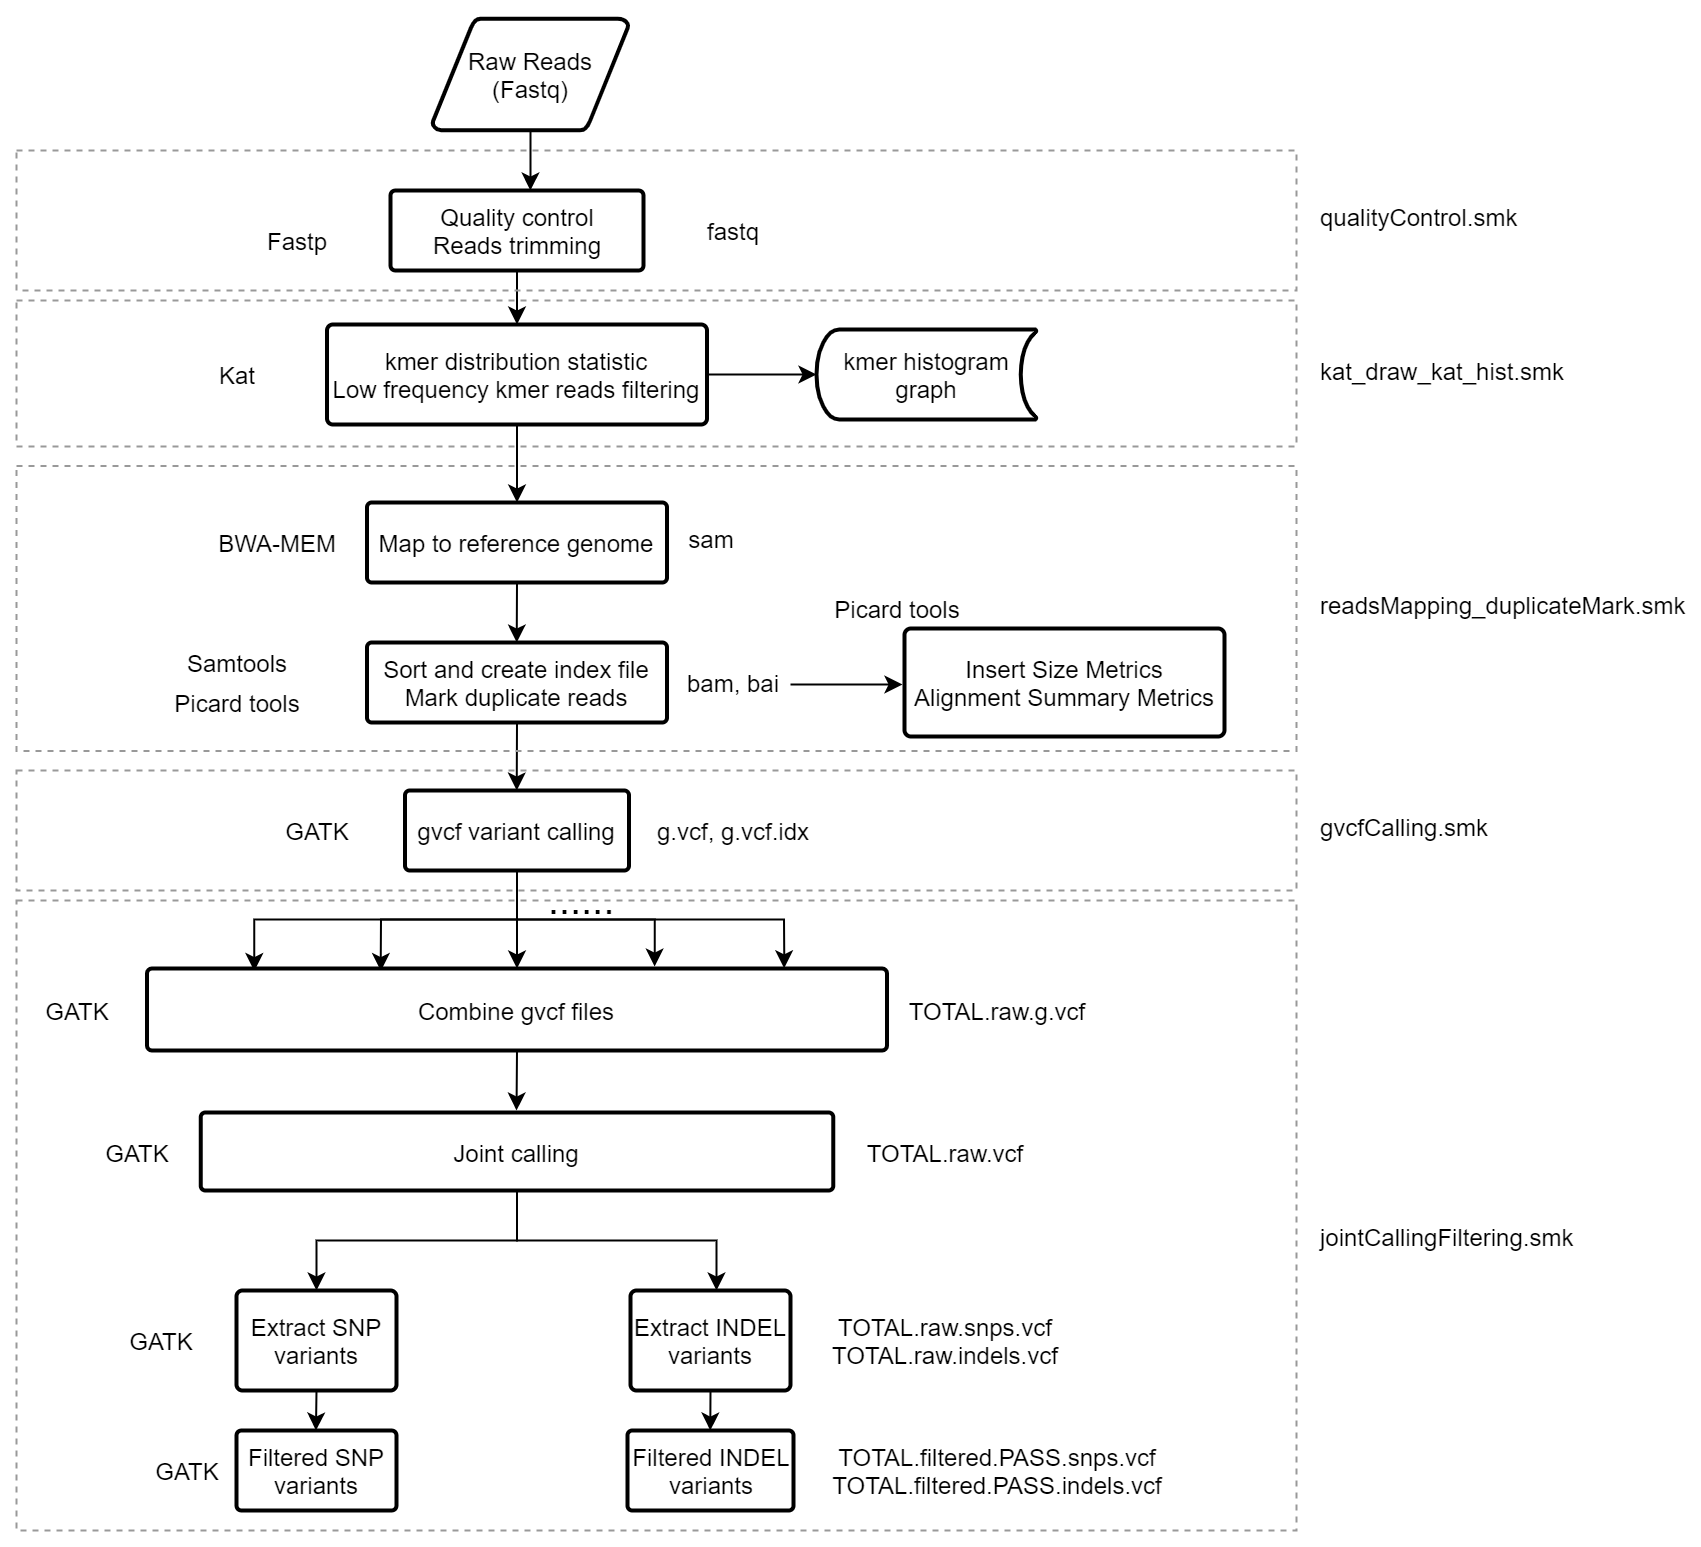 Raw Reads
(Fastq)
Fastp
Quality control
Reads trimming
fastq
qualityControl.smk
Kat
kmer distribution statistic
Low frequency kmer reads filtering
kmer histogram
graph
kat_draw_kat_hist.smk
BWA-MEM
Map to reference genome
sam
readsMapping_duplicateMark.smk
Samtools
Picard tools
Sort and create index file
Mark duplicate reads
bam, bai
Picard tools
Insert Size Metrics
Alignment Summary Metrics
GATK
gvcf variant calling
g.vcf, g.vcf.idx
gvcfCalling.smk
......
GATK
Combine gvcf files
TOTAL.raw.g.vcf
GATK
Joint calling
TOTAL.raw.vcf
jointCallingFiltering.smk
GATK
Extract SNP
variants
Extract INDEL
variants
TOTAL.raw.snps.vcf
TOTAL.raw.indels.vcf
GATK
Filtered SNP
variants
Filtered INDEL
variants
TOTAL.filtered.PASS.snps.vcf
TOTAL.filtered.PASS.indels.vcf